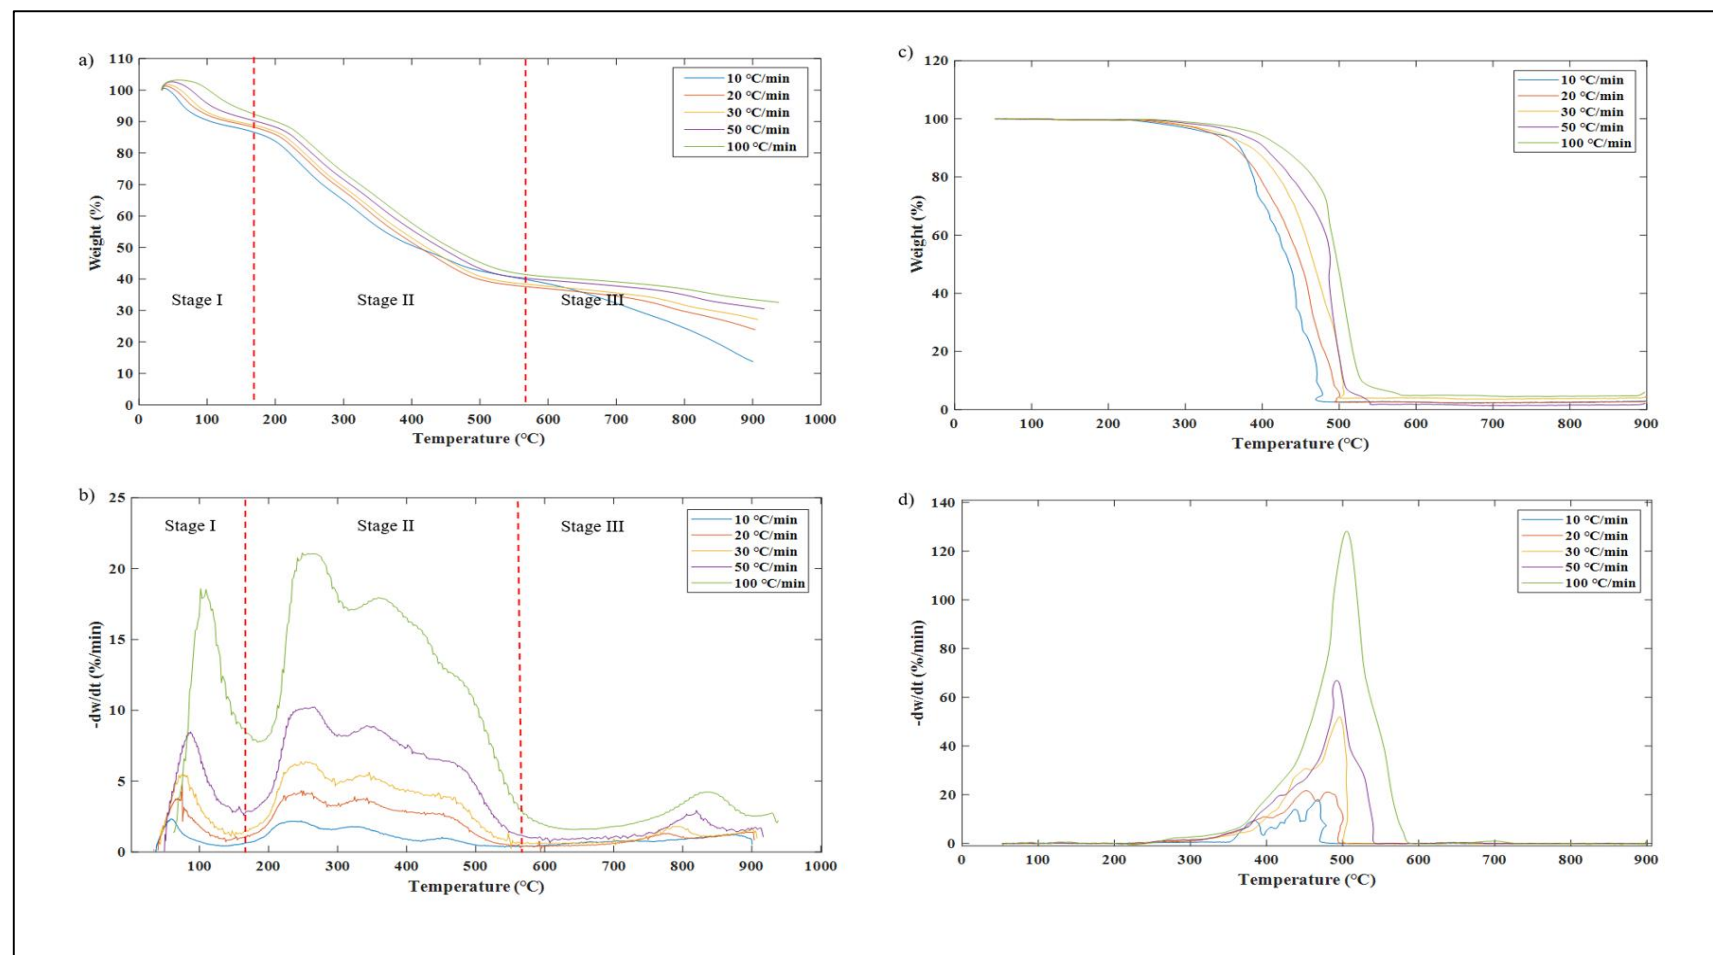 a)
110
100
90
80
70
60
50
40
30
20
10
0
Weight (%)
10 °C/min
20 °C/min
30 °C/min
50 °C/min
100 °C/min
Stage I
Stage II
Stage III
0 100 200 300 400 500 600 700 800 900 1000
Temperature (°C)
c)
120
100
80
60
40
20
0
Weight (%)
10 °C/min
20 °C/min
30 °C/min
50 °C/min
100 °C/min
0 100 200 300 400 500 600 700 800 900
Temperature (°C)
b)
25
20
15
10
5
0
-dw/dt (%/min)
Stage I
Stage II
Stage III
10 °C/min
20 °C/min
30 °C/min
50 °C/min
100 °C/min
100 200 300 400 500 600 700 800 900 1000
Temperature (°C)
d)
140
120
100
80
60
40
20
0
-dw/dt (%/min)
10 °C/min
20 °C/min
30 °C/min
50 °C/min
100 °C/min
0 100 200 300 400 500 600 700 800 900
Temperature (°C)